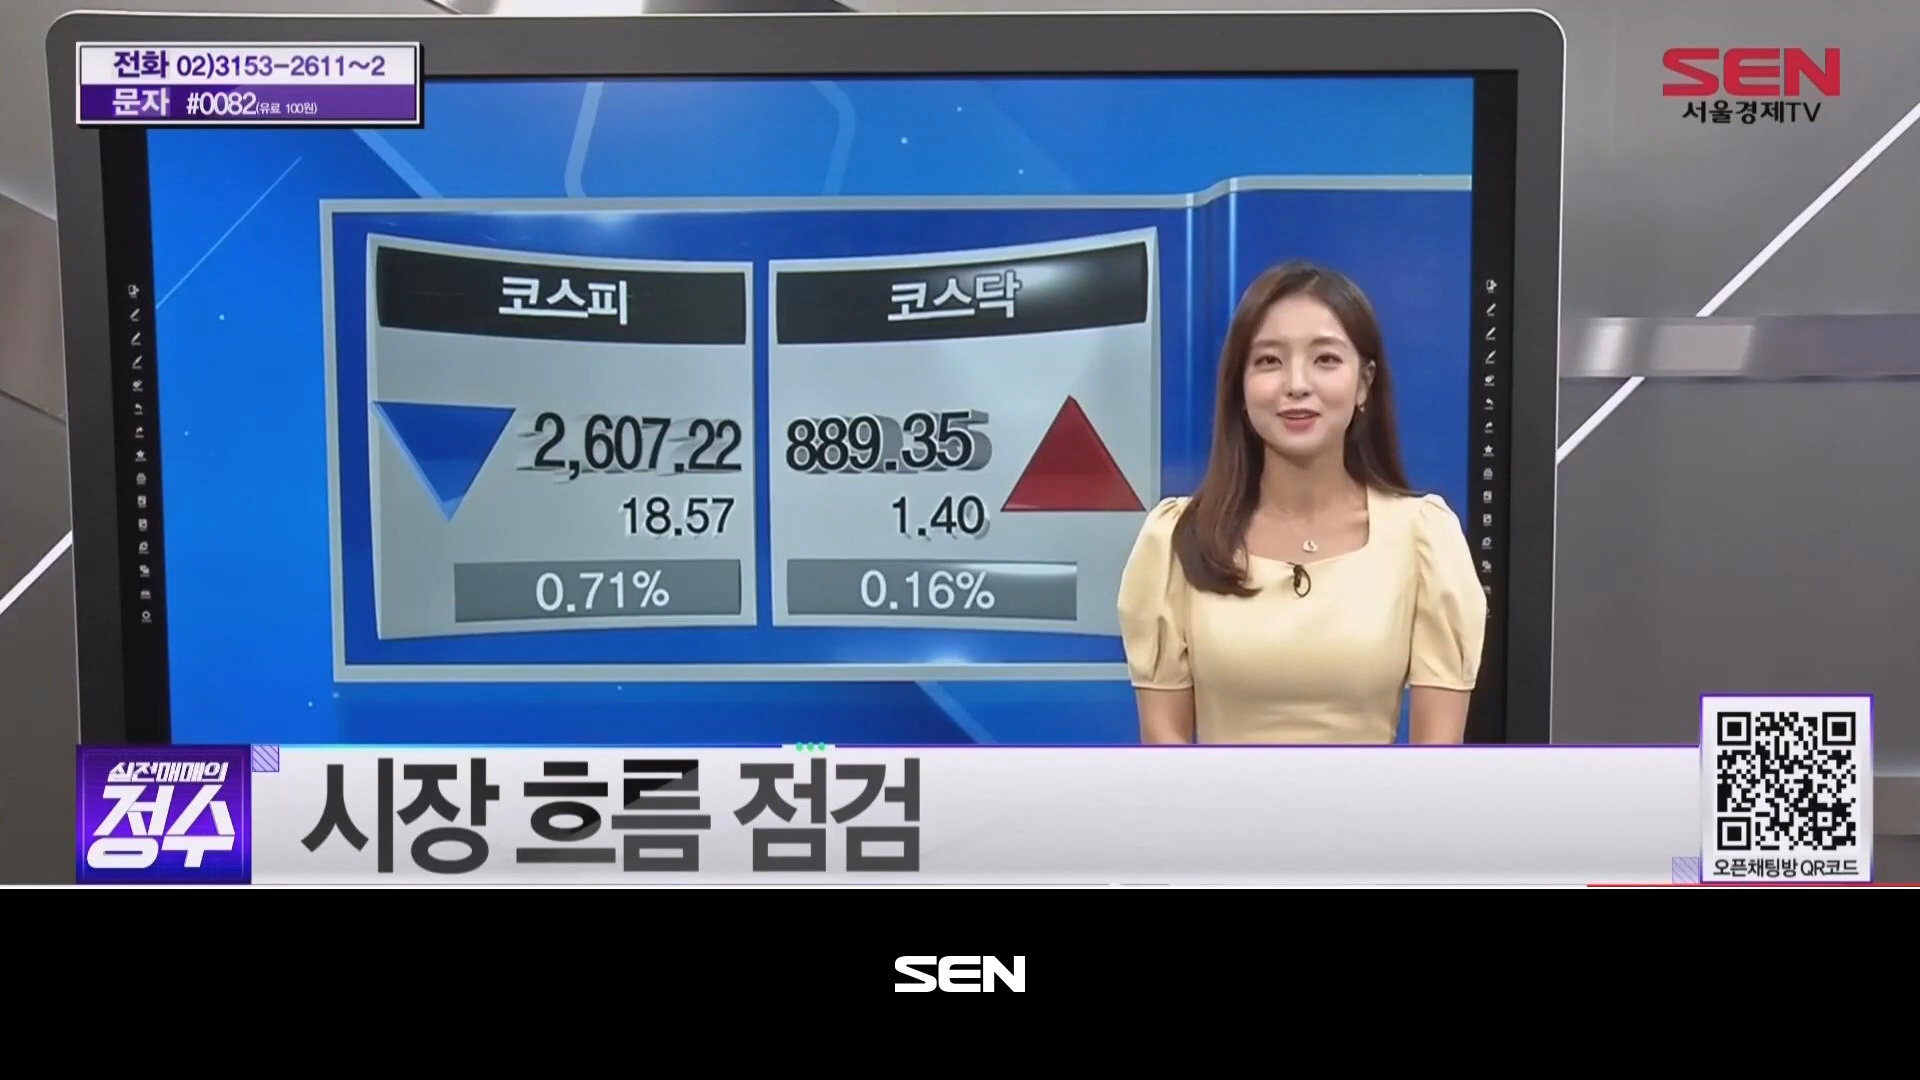 전화 02)3153-2611~2
문자 #0082(유료 100원)
SEN
서울경제TV
코스피
2,607.22
18.57
0.71%
코스닥
889.35
1.40
0.16%
실전매매의
정수
시장 흐름 점검
오픈채팅방 QR코드
SEN